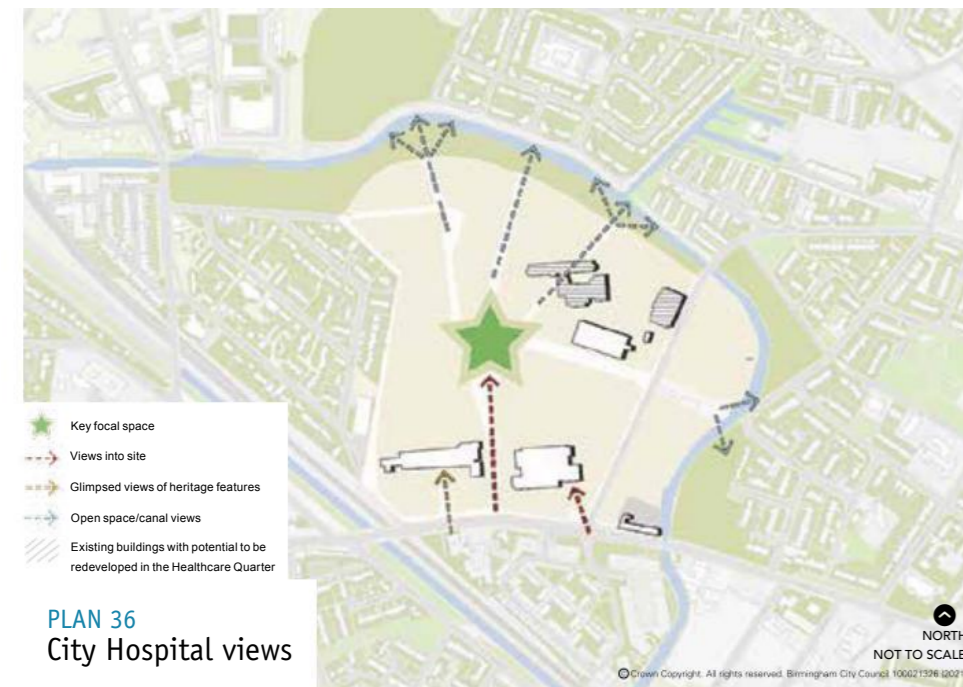 Key focal space
Views into site
Glimpsed views of heritage features
Open space/canal views
Existing buildings with potential to be
redeveloped in the Healthcare Quarter
PLAN 36
City Hospital views
NORTH
NOT TO SCALE
© Crown Copyright. All rights reserved. Birmingham City Council 100021326 (2021